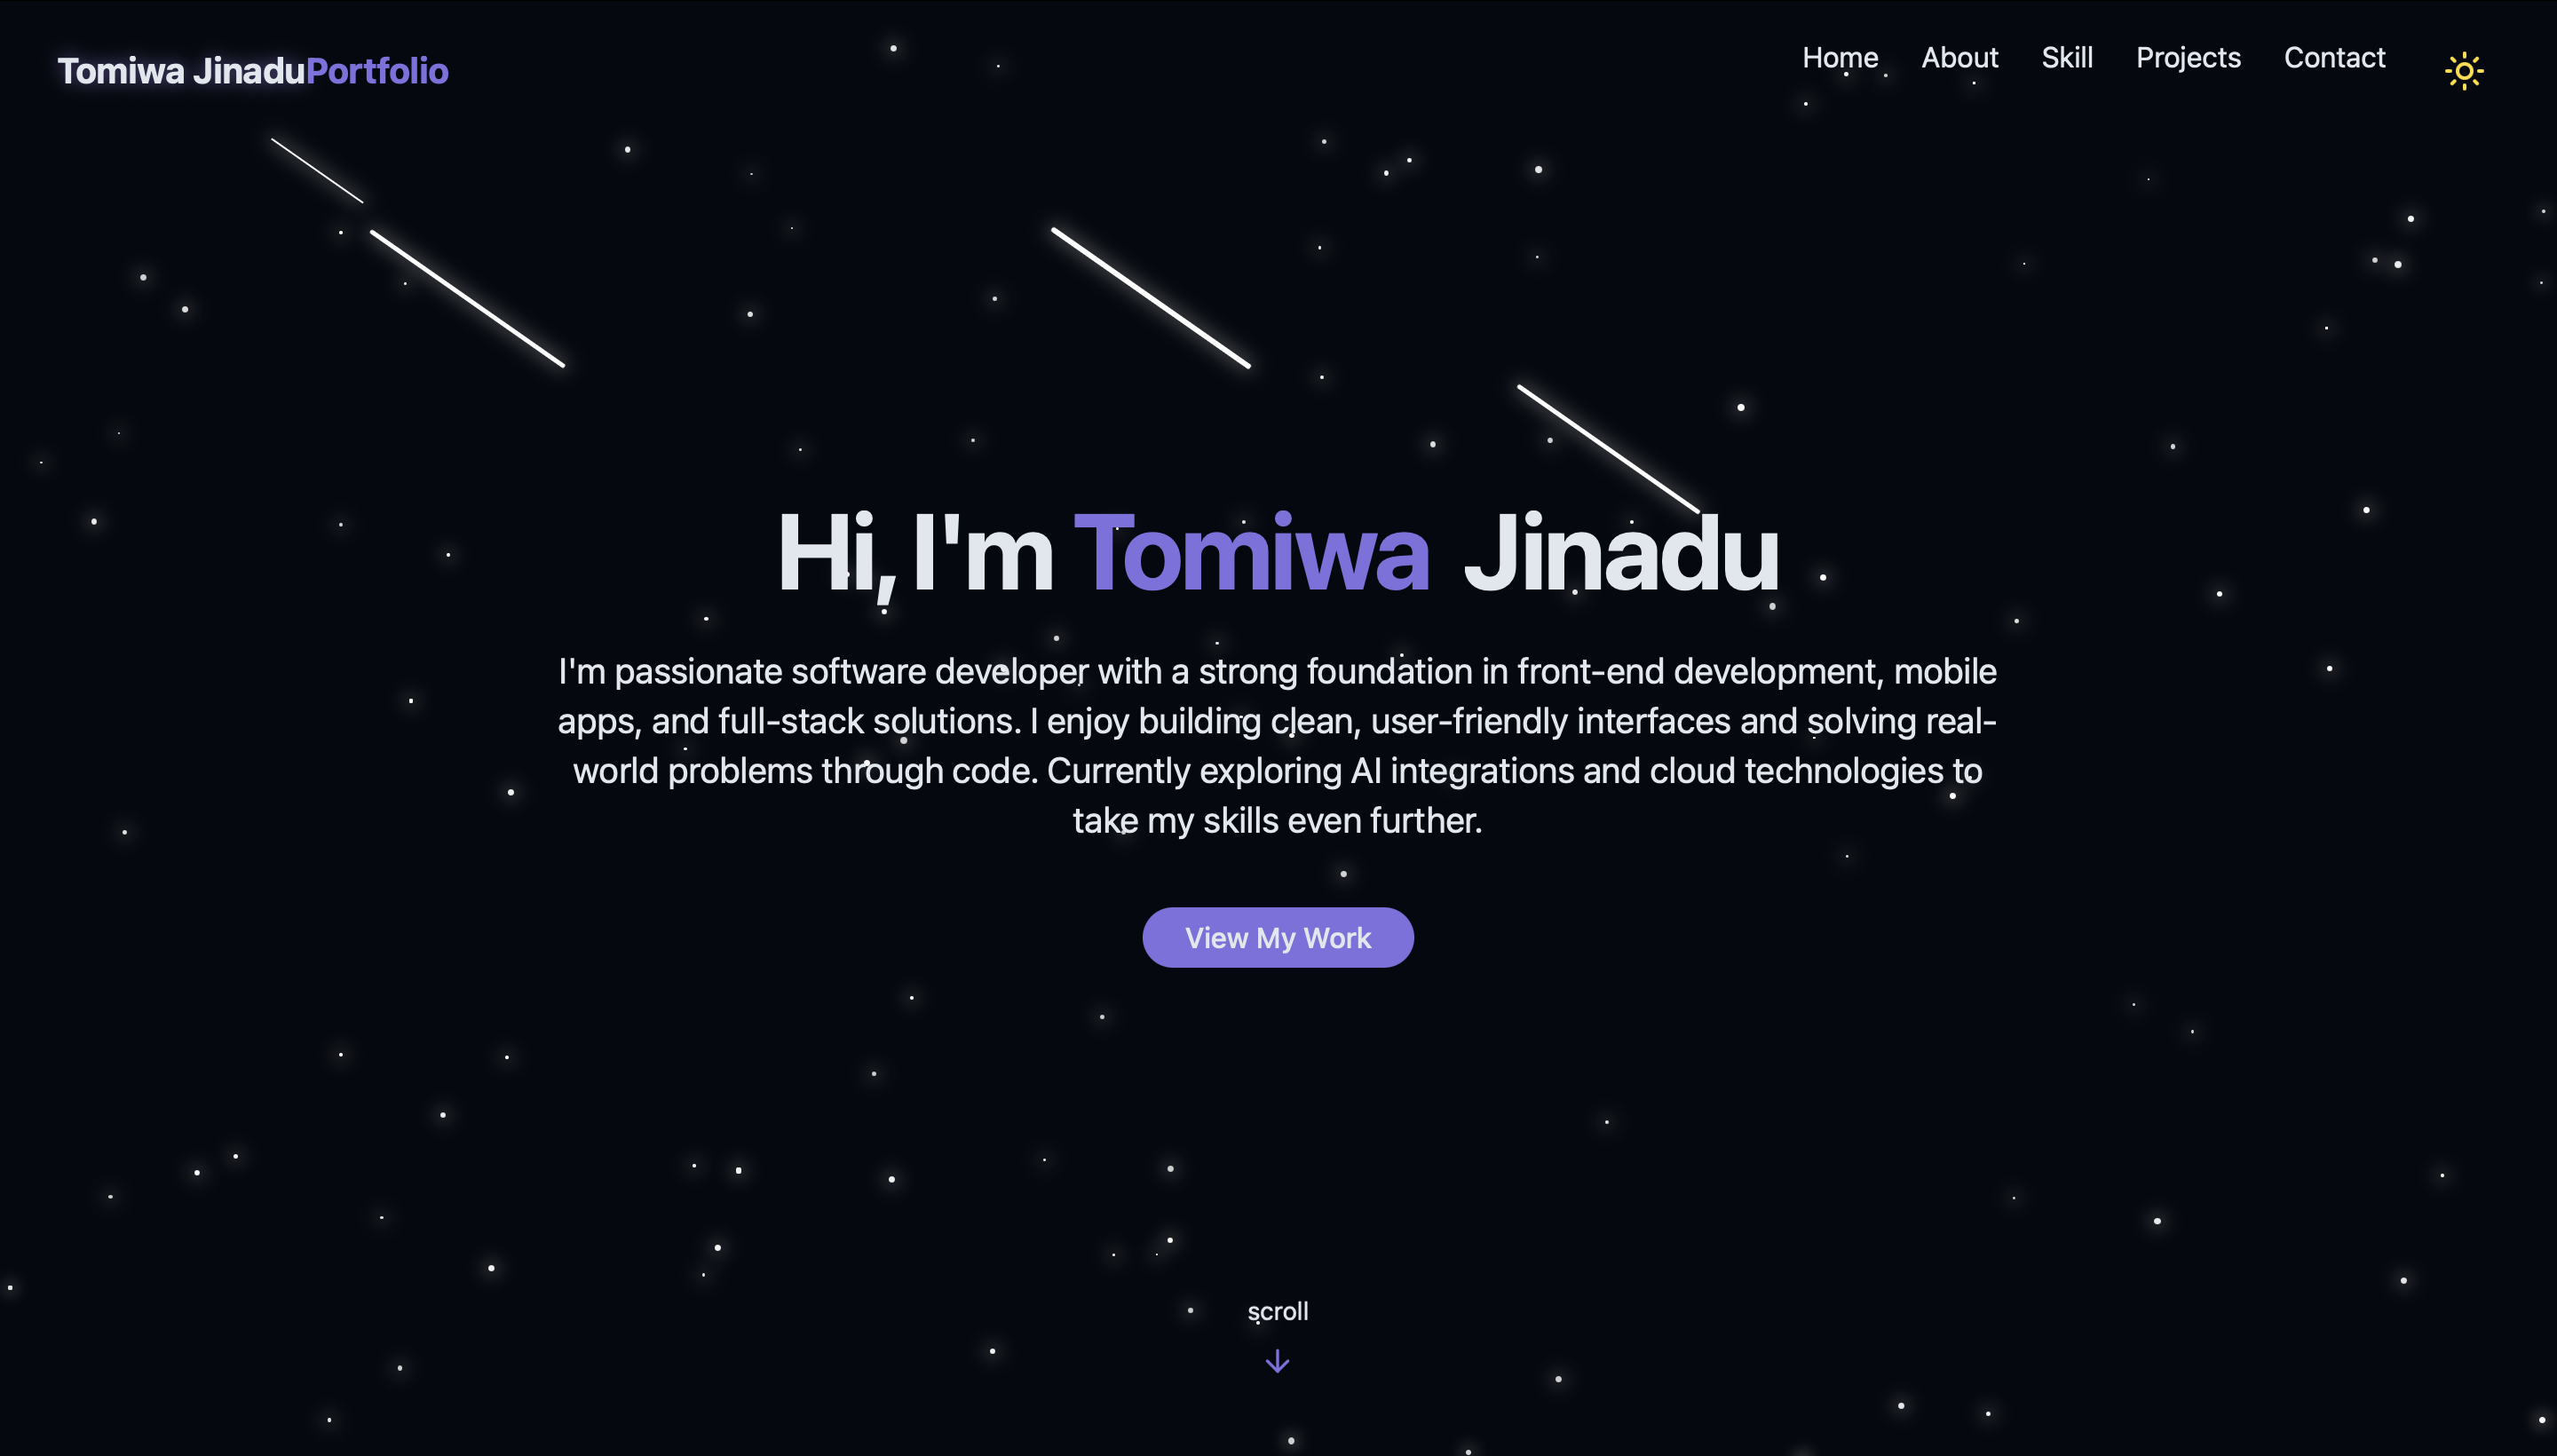 Tomiwa JinaduPortfolio
Home About Skill Projects Contact
Hi, I'm Tomiwa Jinadu
I'm passionate software developer with a strong foundation in front-end development, mobile
apps, and full-stack solutions. I enjoy building clean, user-friendly interfaces and solving real-
world problems through code. Currently exploring AI integrations and cloud technologies to
take my skills even further.
View My Work
scroll